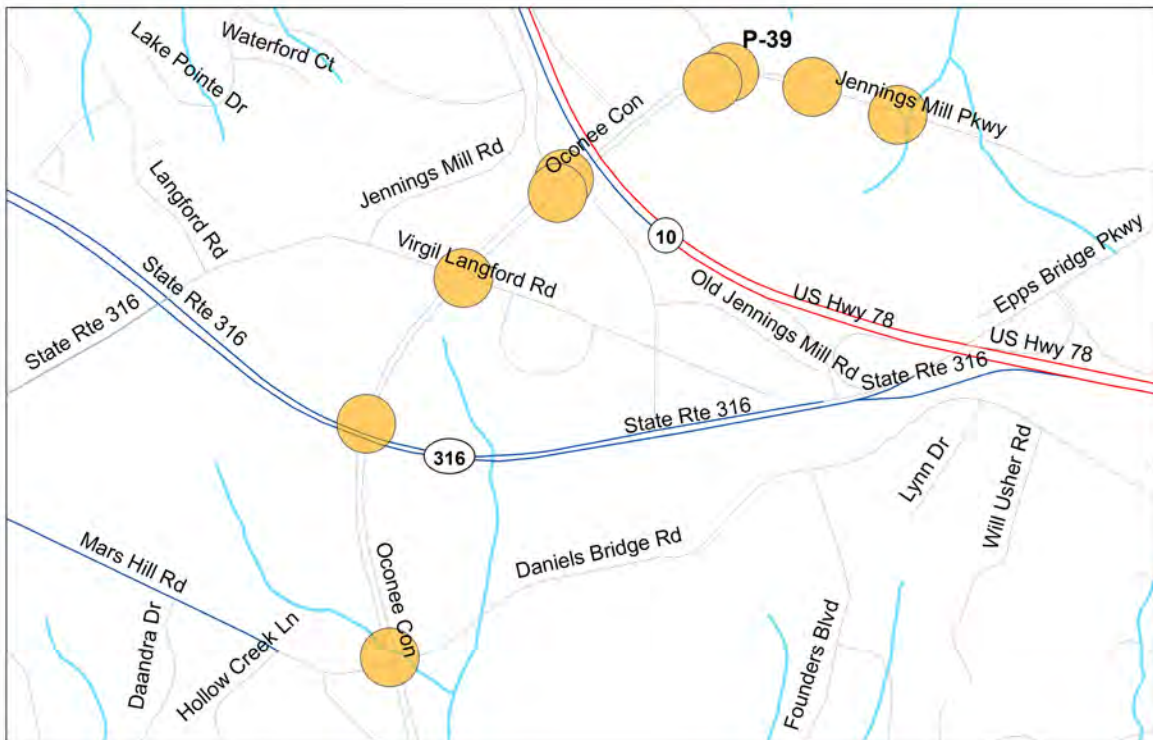 Waterford Ct
Lake Pointe Dr
P-39
Jennings Mill Pkwy
Oconee Con
Jennings Mill Rd
Langford Rd
Virgil Langford Rd
10
State Rte 316
State Rte 316
Epps Bridge Pkwy
Old Jennings Mill Rd
US Hwy 78
US Hwy 78
State Rte 316
State Rte 316
316
Lynn Dr
Will Usher Rd
Daniels Bridge Rd
Mars Hill Rd
Oconee Con
Daandra Dr
Hollow Creek Ln
Founders Blvd